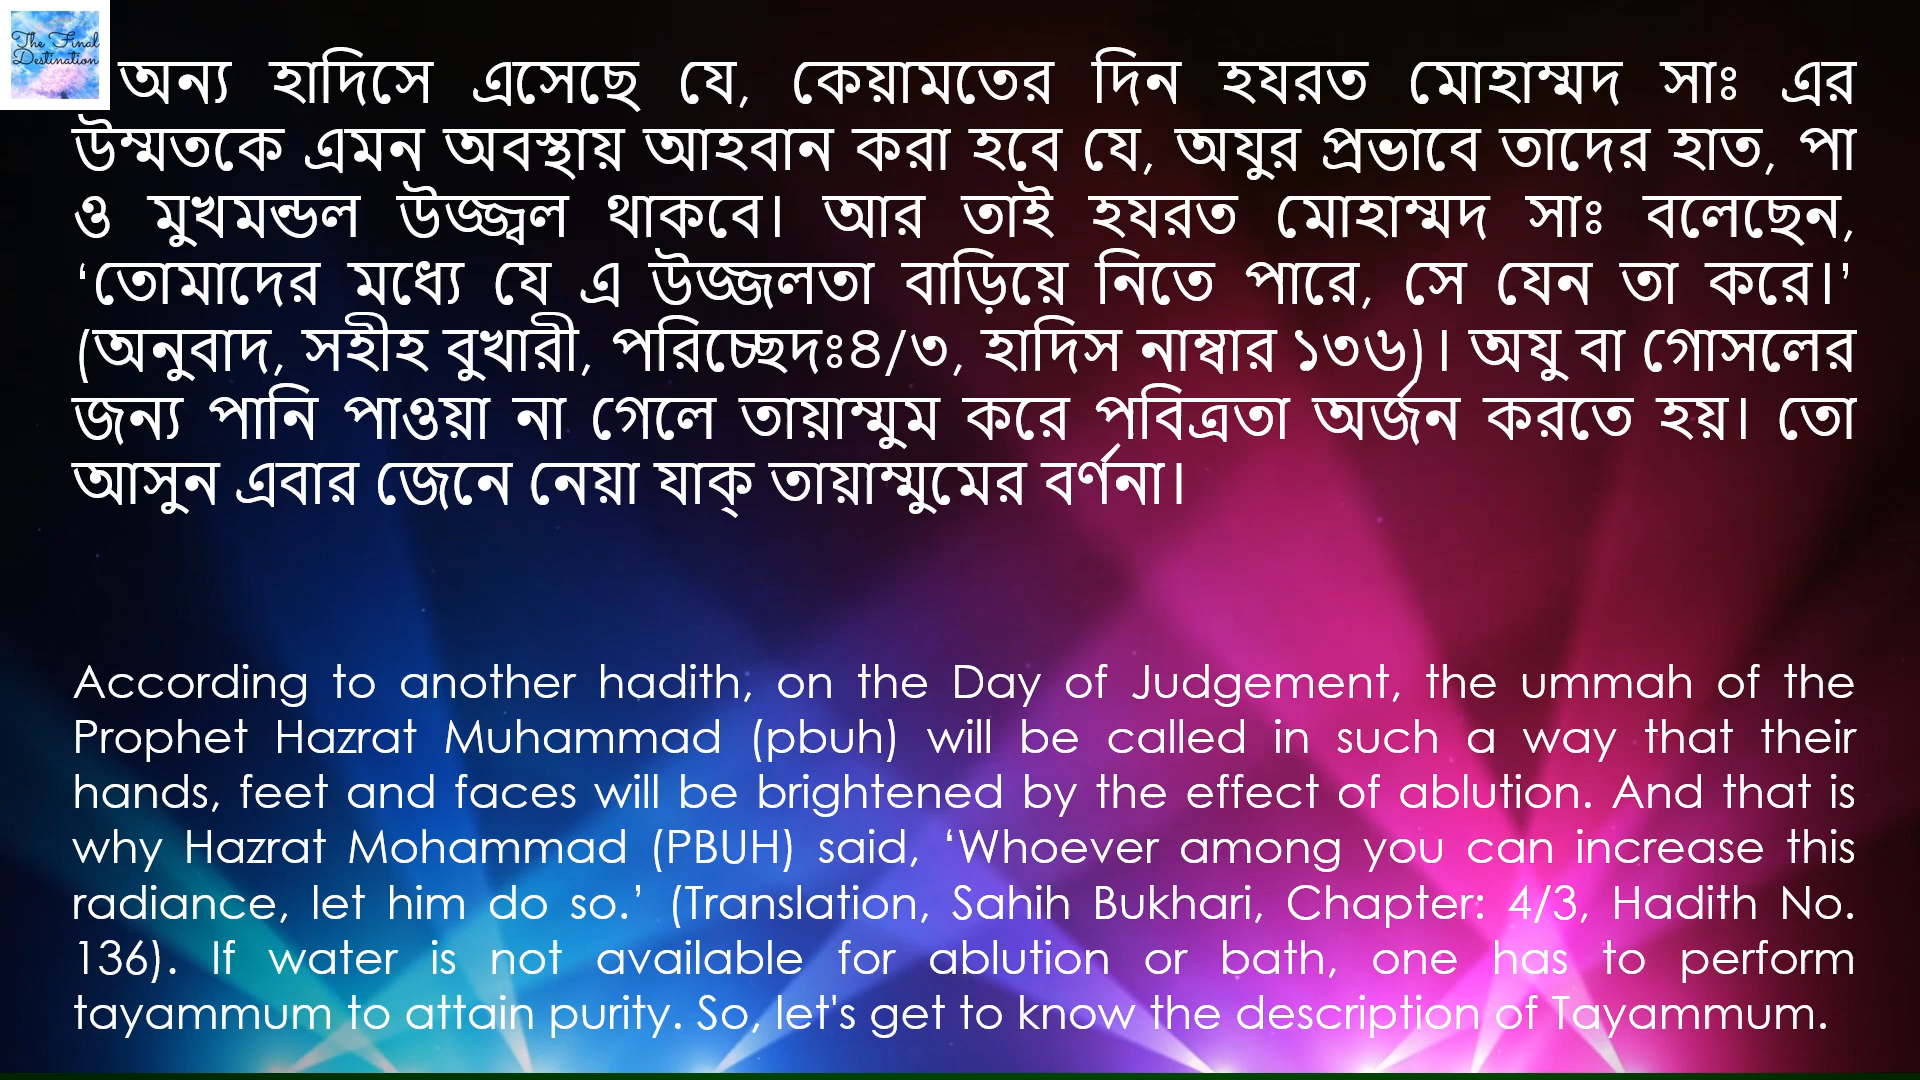 The Final
Destination
অন্য হাদিসে এসেছে যে, কেয়ামতের দিন হযরত মোহাম্মদ সাঃ এর
উম্মতকে এমন অবস্থায় আহবান করা হবে যে, অযুর প্রভাবে তাদের হাত, পা
ও মুখমন্ডল উজ্জ্বল থাকবে। আর তাই হযরত মোহাম্মদ সাঃ বলেছেন,
‘তোমাদের মধ্যে যে এ উজ্জলতা বাড়িয়ে নিতে পারে, সে যেন তা করে।’
(অনুবাদ, সহীহ বুখারী, পরিচ্ছেদঃ৪/৩, হাদিস নাম্বার ১৩৬)। অযু বা গোসলের
জন্য পানি পাওয়া না গেলে তায়াম্মুম করে পবিত্রতা অর্জন করতে হয়। তো
আসুন এবার জেনে নেয়া যাক্ তায়াম্মুমের বর্ণনা।
According to another hadith, on the Day of Judgement, the ummah of the
Prophet Hazrat Muhammad (pbuh) will be called in such a way that their
hands, feet and faces will be brightened by the effect of ablution. And that is
why Hazrat Mohammad (PBUH) said, ‘Whoever among you can increase this
radiance, let him do so.’ (Translation, Sahih Bukhari, Chapter: 4/3, Hadith No.
136). If water is not available for ablution or bath, one has to perform
tayammum to attain purity. So, let's get to know the description of Tayammum.